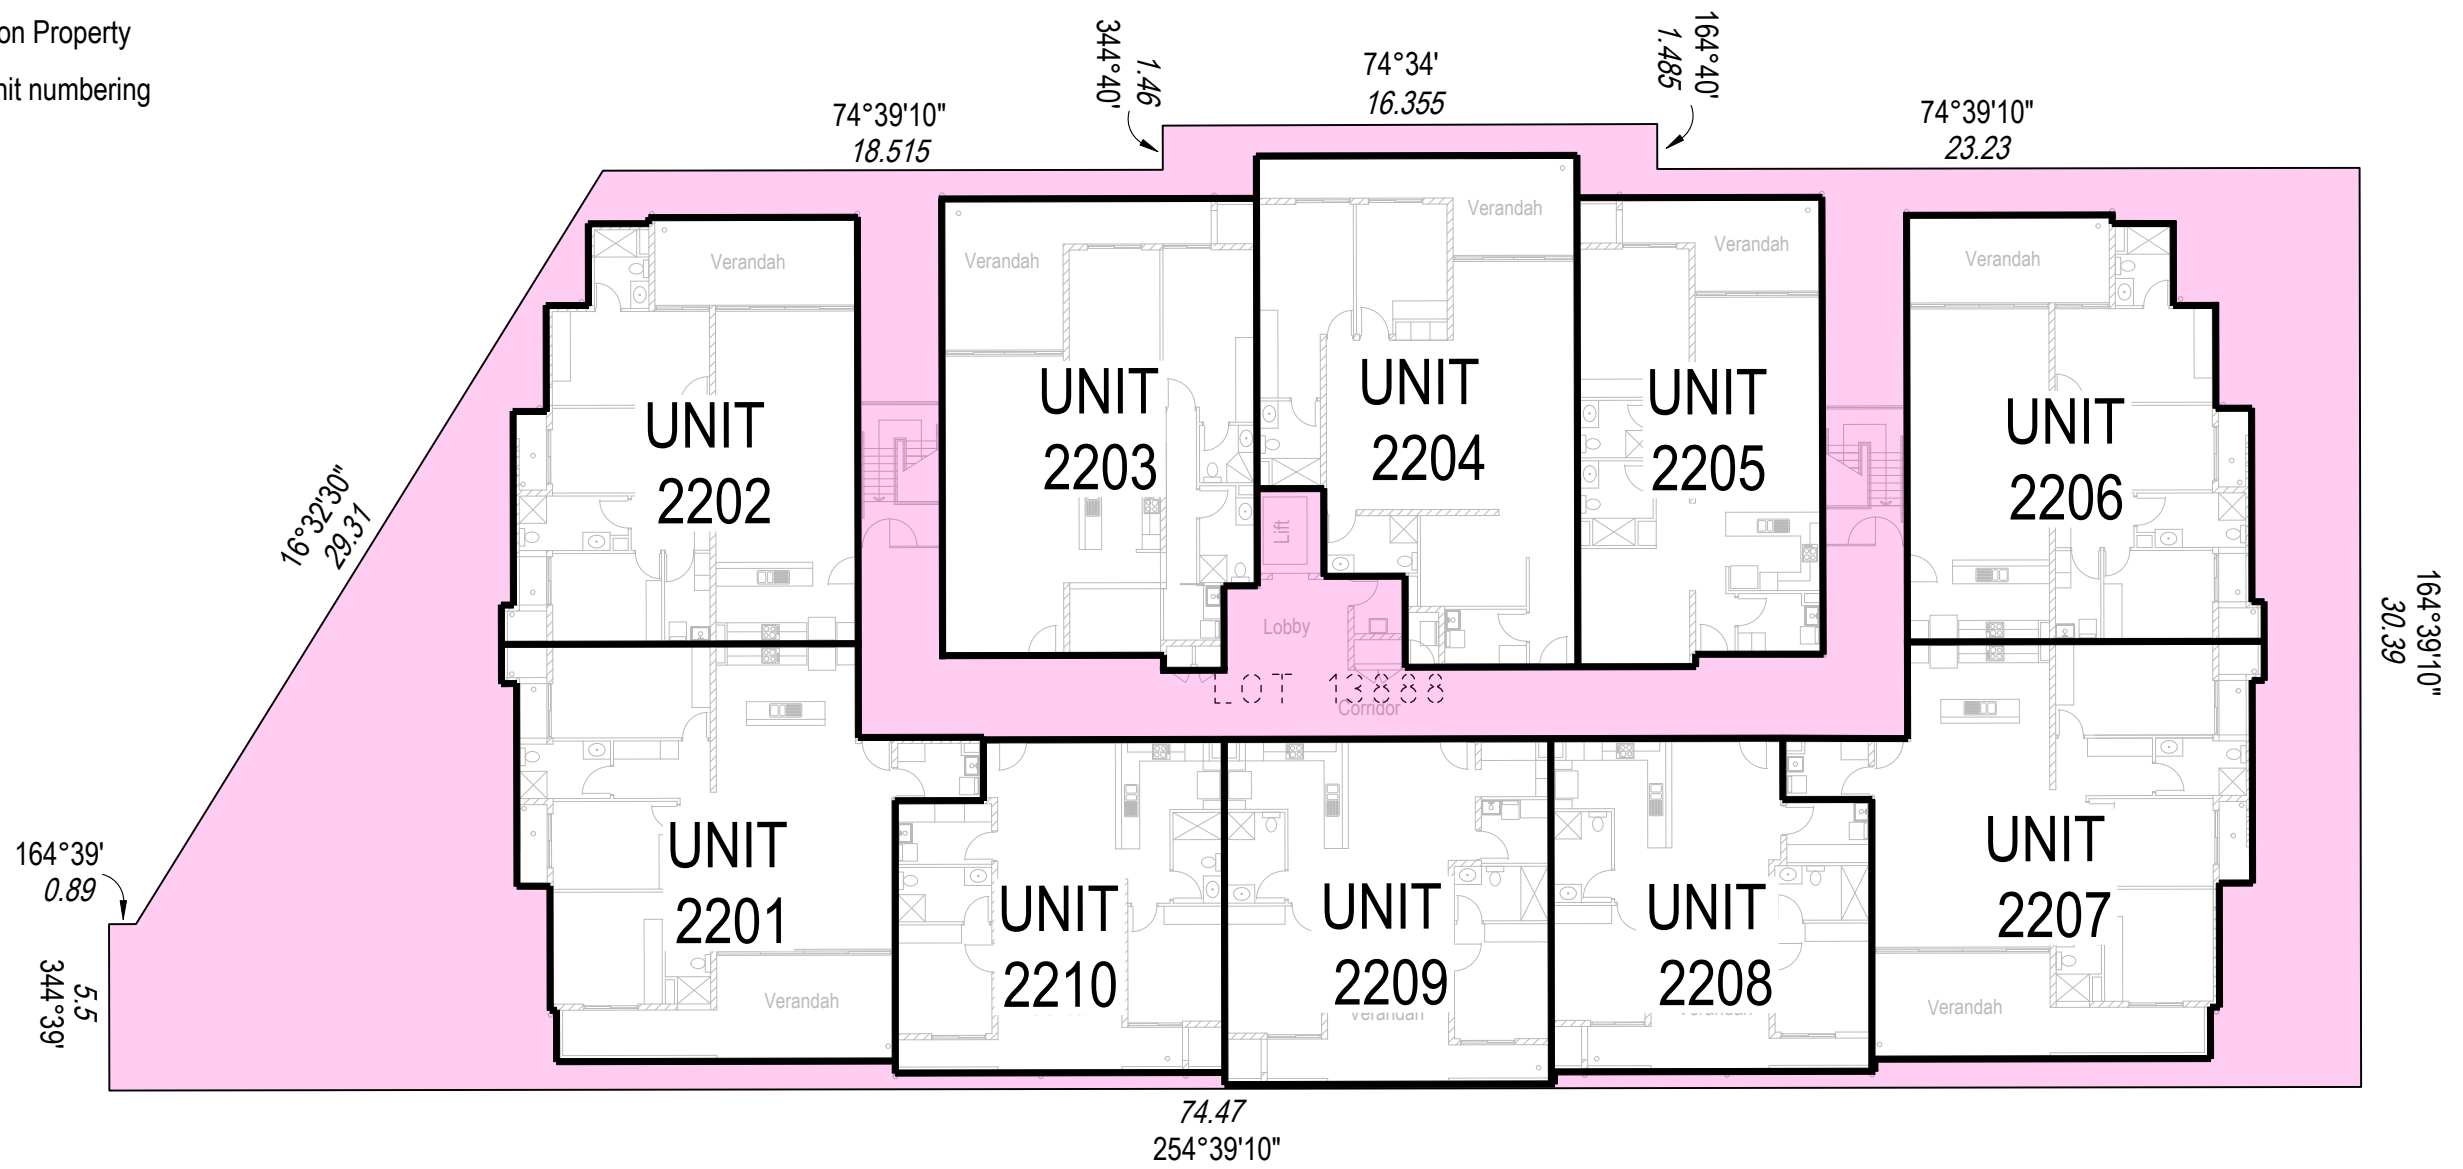 on Property
nit numbering
344°40'
1.46
74°34'
16.355
1.485
164°40'
74°39'10"
18.515
74°39'10"
23.23
Verandah
Verandah
Verandah
Verandah
Verandah
UNIT
2202
UNIT
2203
UNIT
2204
UNIT
2205
UNIT
2206
16°32'30"
29.31
Lift
Lobby
164°39'10"
30.39
LOT 13888
Corridor
164°39'
0.89
UNIT
2201
UNIT
2210
UNIT
2209
UNIT
2208
UNIT
2207
344°39'
5.5
Verandah
Verandah
Verandah
74.47
254°39'10"